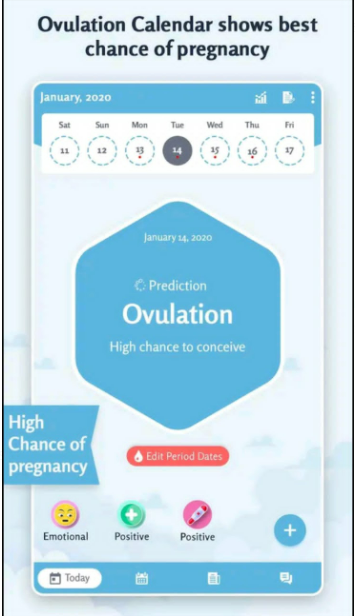 Ovulation Calendar shows best
chance of pregnancy
January, 2020
Sat Sun Mon Tue Wed Thu Fri
11 12 13 14 15 16 17
January 14, 2020
Prediction
Ovulation
High chance to conceive
High
Chance of
pregnancy
Edit Period Dates
Emotional Positive Positive
Today